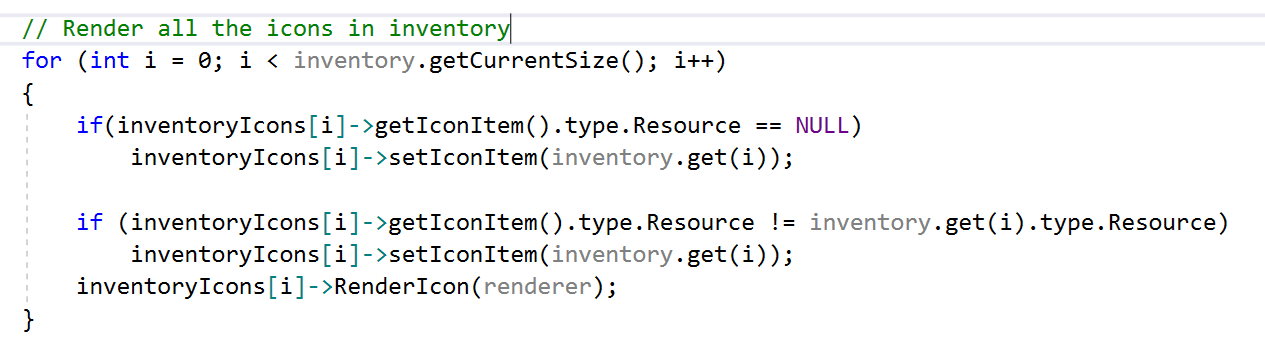 // Render all the icons in inventory
for (int i = 0; i < inventory.getCurrentSize(); i++)
{
    if(inventoryIcons[i]->getIconItem().type.Resource == NULL)
        inventoryIcons[i]->setIconItem(inventory.get(i));

    if (inventoryIcons[i]->getIconItem().type.Resource != inventory.get(i).type.Resource)
        inventoryIcons[i]->setIconItem(inventory.get(i));
    inventoryIcons[i]->RenderIcon(renderer);
}